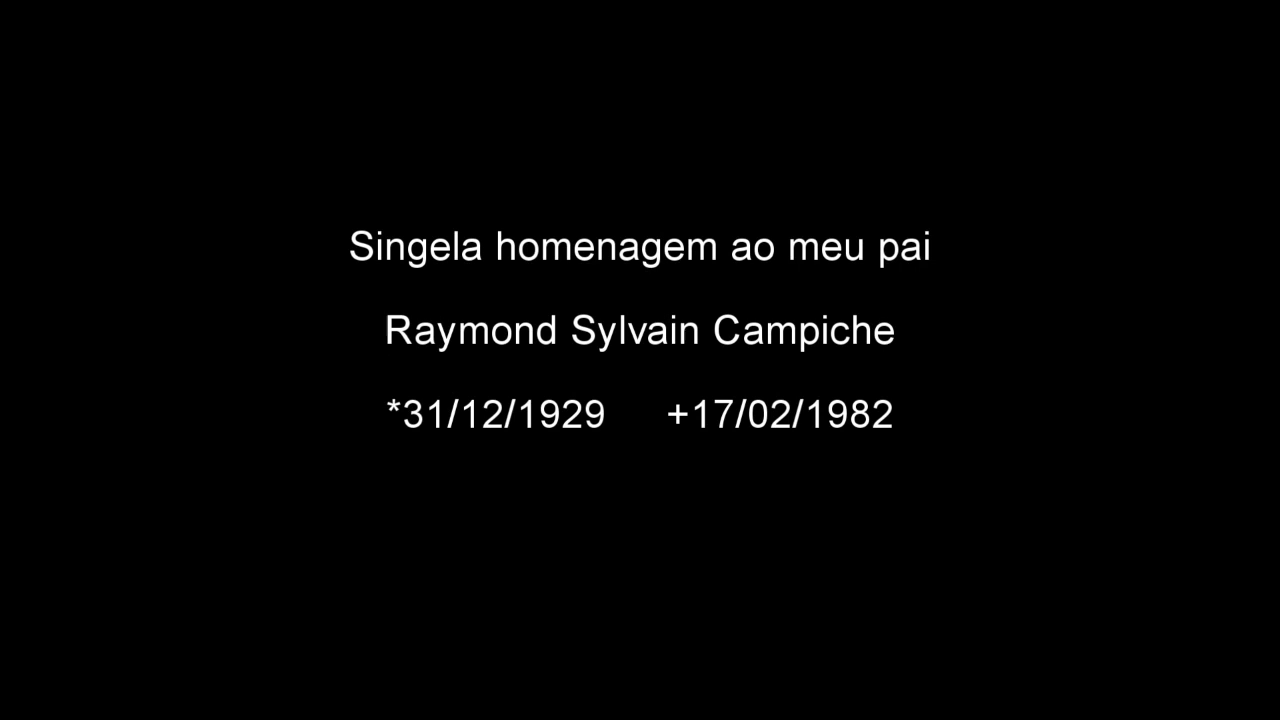 Singela homenagem ao meu pai
Raymond Sylvain Campiche
*31/12/1929 +17/02/1982